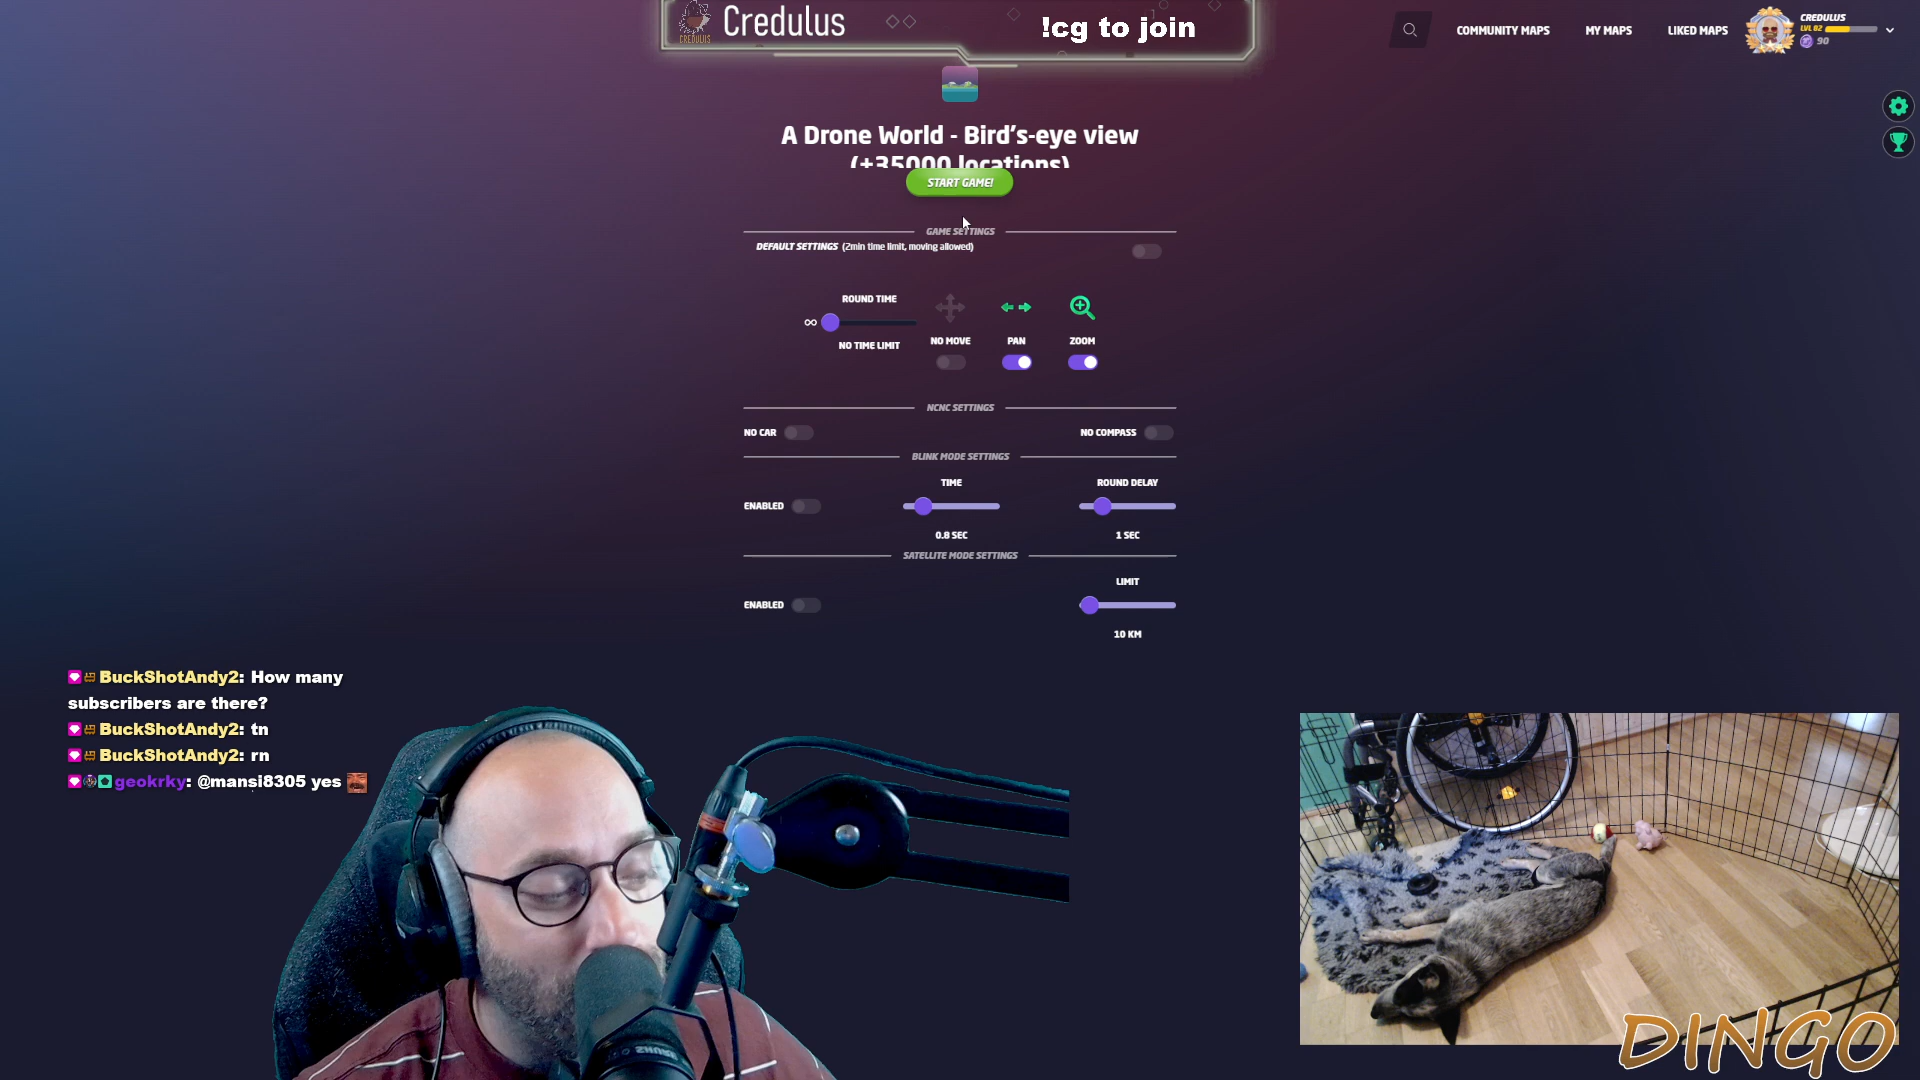 Credulus
CREDULUS
!cg to join
COMMUNITY MAPS
MY MAPS
LIKED MAPS
CREDULUS
LVL 82
90
A Drone World - Bird's-eye view
(+35000 locations)
START GAME!
GAME SETTINGS
DEFAULT SETTINGS (2min time limit, moving allowed)
ROUND TIME
∞
NO TIME LIMIT
NO MOVE
PAN
ZOOM
NCNC SETTINGS
NO CAR
NO COMPASS
BLINK MODE SETTINGS
TIME
ROUND DELAY
ENABLED
0.8 SEC
1 SEC
SATELLITE MODE SETTINGS
LIMIT
ENABLED
10 KM
BuckShotAndy2: How many
subscribers are there?
BuckShotAndy2: tn
BuckShotAndy2: rn
geokrky: @mansi8305 yes
DINGO